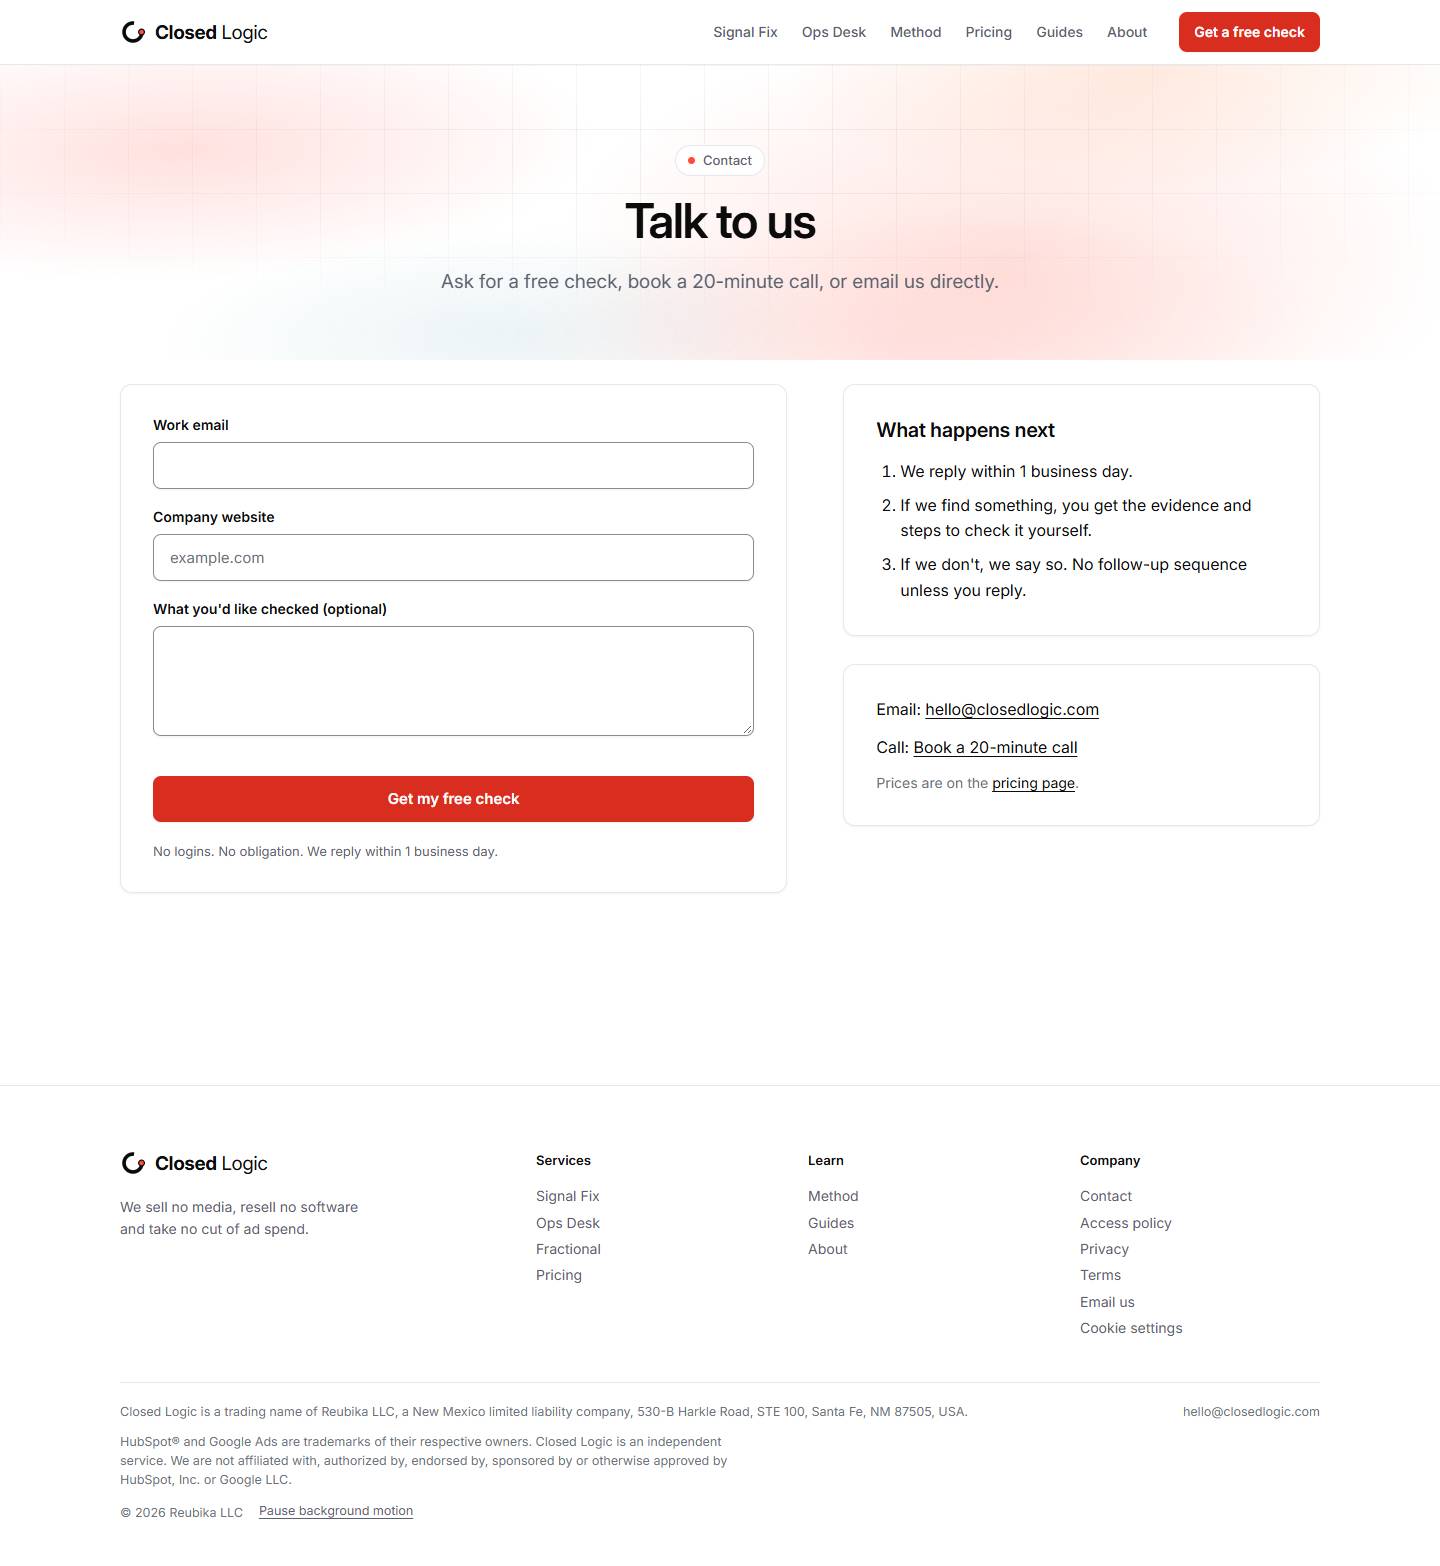 Closed Logic
Signal Fix
Ops Desk
Method
Pricing
Guides
About
Get a free check
Contact
Talk to us
Ask for a free check, book a 20-minute call, or email us directly.
Work email
Company website
example.com
What you'd like checked (optional)
Get my free check
No logins. No obligation. We reply within 1 business day.
What happens next
1. We reply within 1 business day.
2. If we find something, you get the evidence and
steps to check it yourself.
3. If we don't, we say so. No follow-up sequence
unless you reply.
Email: hello@closedlogic.com
Call: Book a 20-minute call
Prices are on the pricing page.
Closed Logic
We sell no media, resell no software
and take no cut of ad spend.
Services
Signal Fix
Ops Desk
Fractional
Pricing
Learn
Method
Guides
About
Company
Contact
Access policy
Privacy
Terms
Email us
Cookie settings
Closed Logic is a trading name of Reubika LLC, a New Mexico limited liability company, 530-B Harkle Road, STE 100, Santa Fe, NM 87505, USA.
hello@closedlogic.com
HubSpot® and Google Ads are trademarks of their respective owners. Closed Logic is an independent
service. We are not affiliated with, authorized by, endorsed by, sponsored by or otherwise approved by
HubSpot, Inc. or Google LLC.
© 2026 Reubika LLC
Pause background motion